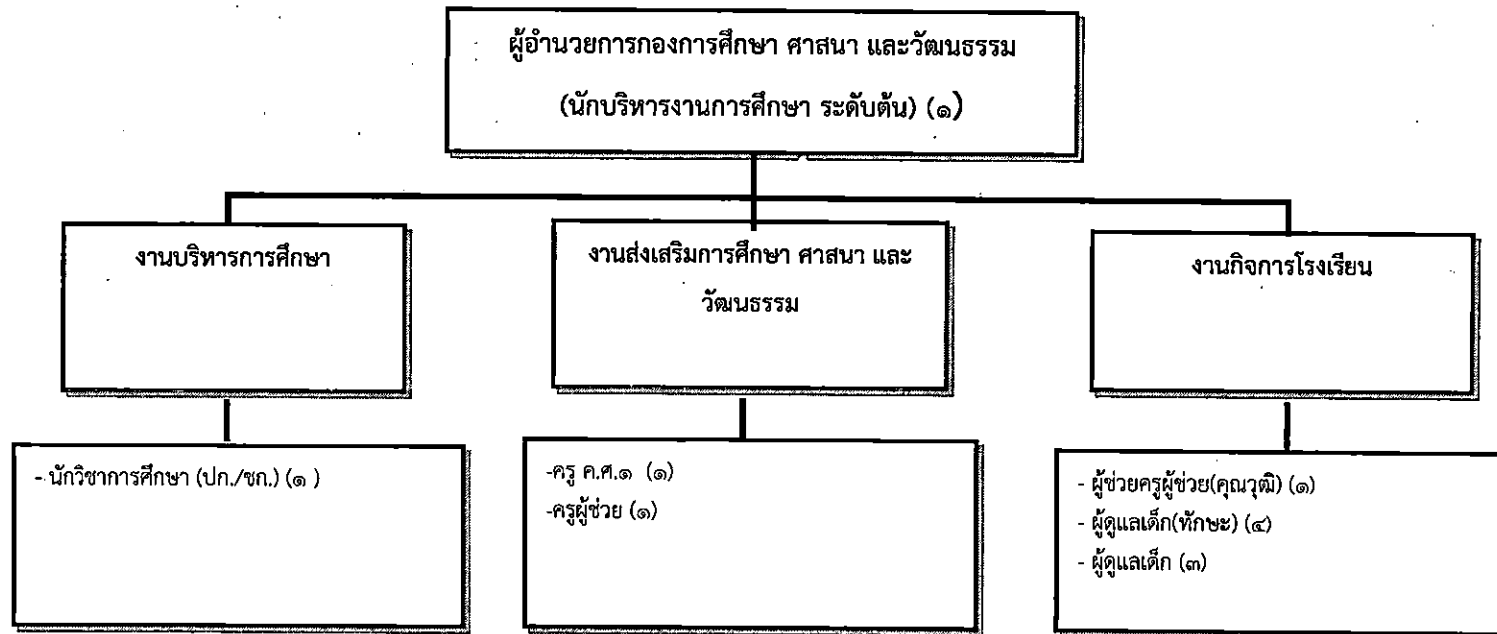 ผู้อำนวยการกองการศึกษา ศาสนา และวัฒนธรรม
(นักบริหารงานการศึกษา ระดับต้น) (๑)
งานบริหารการศึกษา
งานส่งเสริมการศึกษา ศาสนา และ
วัฒนธรรม
งานกิจการโรงเรียน
- นักวิชาการศึกษา (ปก./ชก.) (๑ )
-ครู ค.ศ.๑ (๑)
-ครูผู้ช่วย (๑)
- ผู้ช่วยครูผู้ช่วย(คุณวุฒิ) (๑)
- ผู้ดูแลเด็ก(ทักษะ) (๔)
- ผู้ดูแลเด็ก (๓)